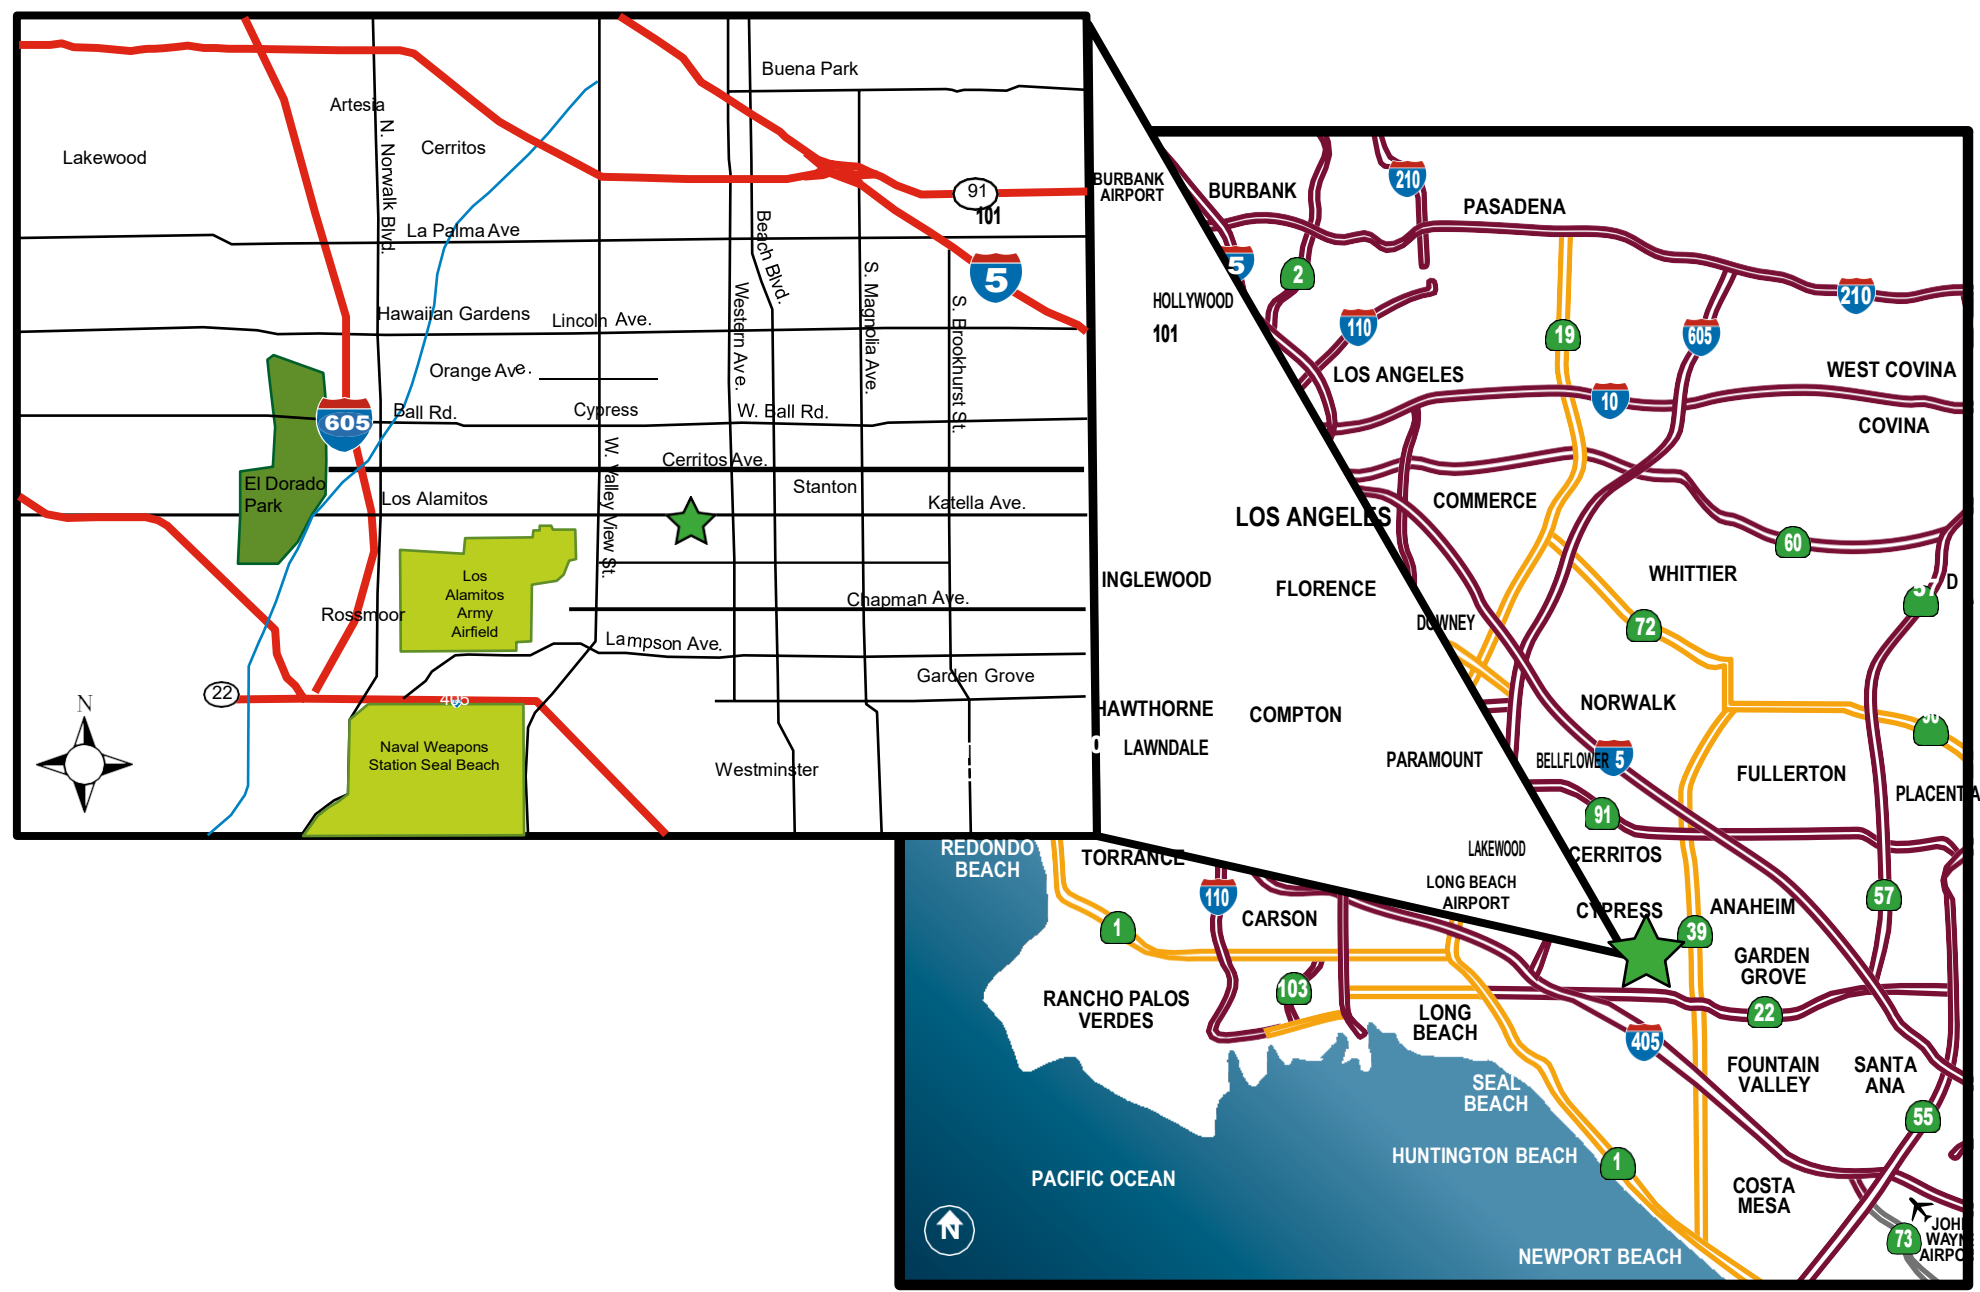 Buena Park
Artesia
Lakewood
Cerritos
N. Norwalk Blvd.
91
101
La Palma Ave
Beach Blvd.
5
Hawaiian Gardens
Lincoln Ave.
Western Ave.
S. Magnolia Ave.
S. Brookhurst St.
Orange Ave.
605
Ball Rd.
Cypress
W. Ball Rd.
W. Valley View St.
Cerritos Ave.
El Dorado
Park
Los Alamitos
Stanton
Katella Ave.
Los
Alamitos
Army
Airfield
Rossmoor
Chapman Ave.
Lampson Ave.
Garden Grove
22
405
N
Naval Weapons
Station Seal Beach
Westminster
BURBANK
AIRPORT
BURBANK
210
PASADENA
5
2
HOLLYWOOD
101
110
19
605
210
LOS ANGELES
WEST COVINA
10
COVINA
COMMERCE
LOS ANGELES
60
INGLEWOOD
FLORENCE
WHITTIER
57
D
DOWNEY
72
HAWTHORNE
COMPTON
NORWALK
90
LAWNDALE
PARAMOUNT
BELLFLOWER
5
FULLERTON
PLACENTIA
91
REDONDO
BEACH
TORRANCE
LAKEWOOD
CERRITOS
110
CARSON
LONG BEACH
AIRPORT
CYPRESS
ANAHEIM
57
1
39
GARDEN
GROVE
103
RANCHO PALOS
VERDES
LONG
BEACH
22
405
FOUNTAIN
VALLEY
SANTA
ANA
SEAL
BEACH
55
HUNTINGTON BEACH
1
PACIFIC OCEAN
COSTA
MESA
N
73
JOHN
WAYN
AIRPO
NEWPORT BEACH